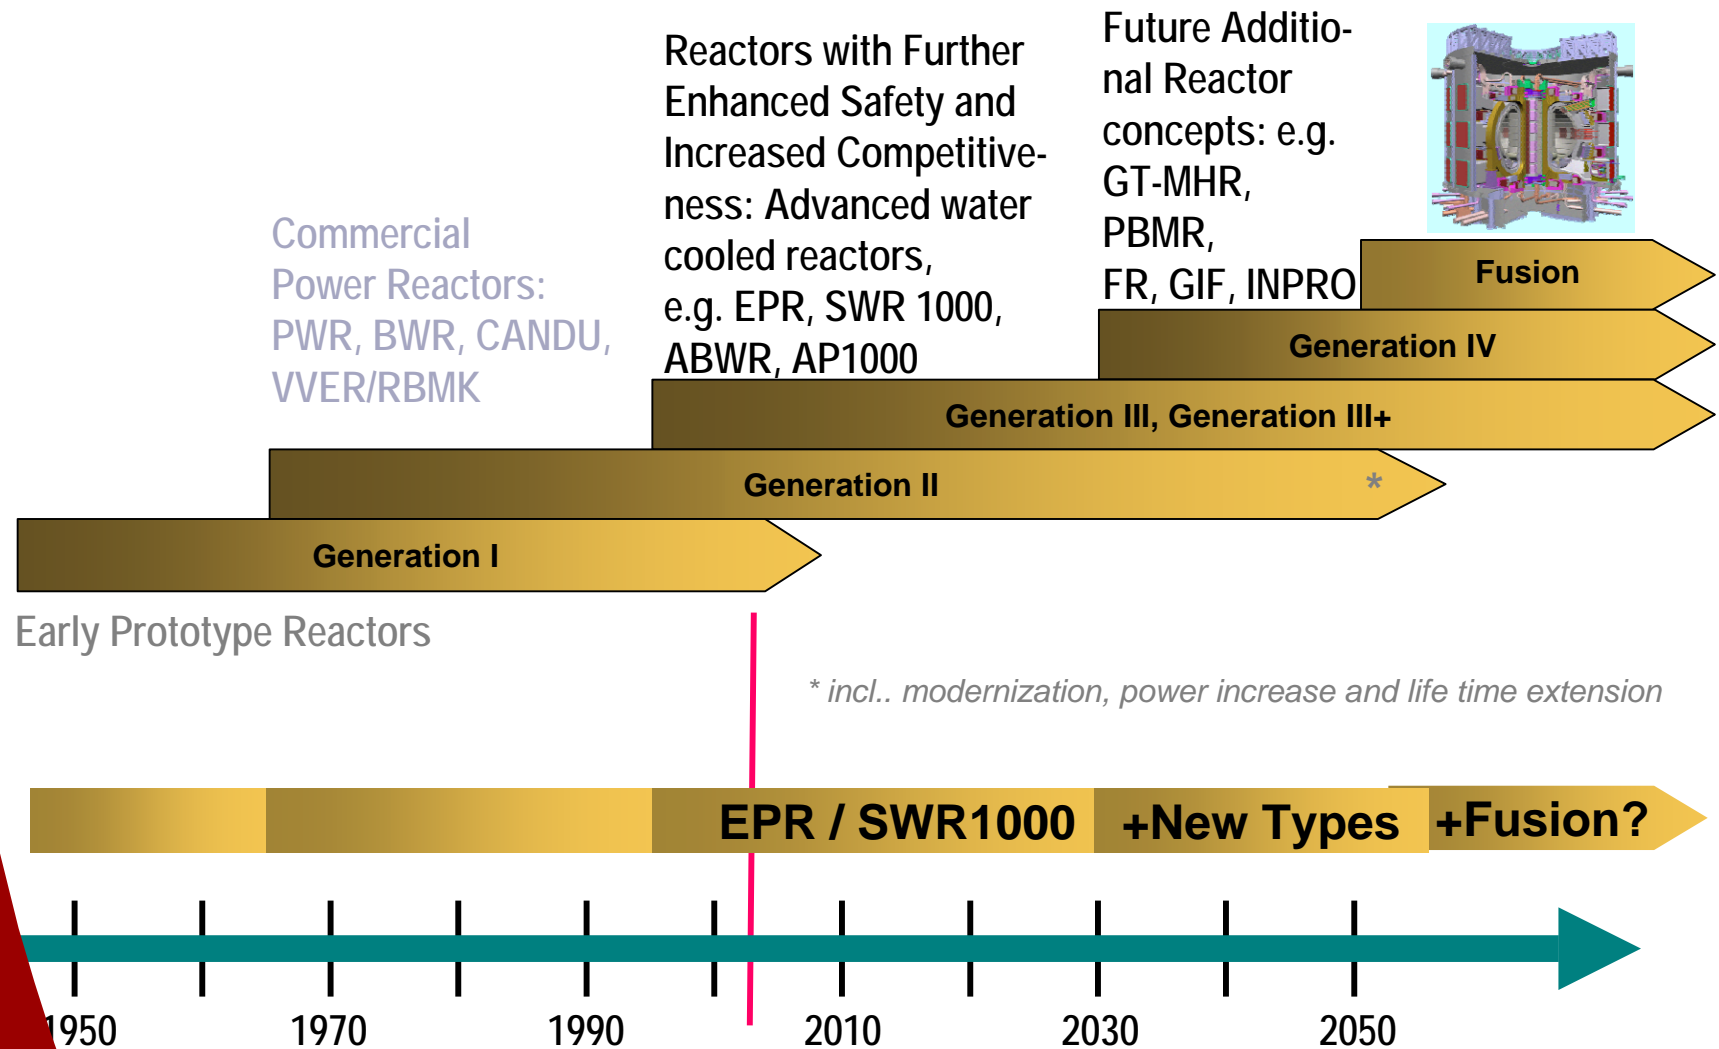 Future Additio-
nal Reactor
concepts: e.g.
GT-MHR,
PBMR,
FR, GIF, INPRO
Reactors with Further
Enhanced Safety and
Increased Competitive-
ness: Advanced water
cooled reactors,
e.g. EPR, SWR 1000,
ABWR, AP1000
Commercial
Power Reactors:
PWR, BWR, CANDU,
VVER/RBMK
Fusion
Generation IV
Generation III, Generation III+
Generation II *
Generation I
Early Prototype Reactors
* incl.. modernization, power increase and life time extension
EPR / SWR1000 +New Types +Fusion?
1950 1970 1990 2010 2030 2050